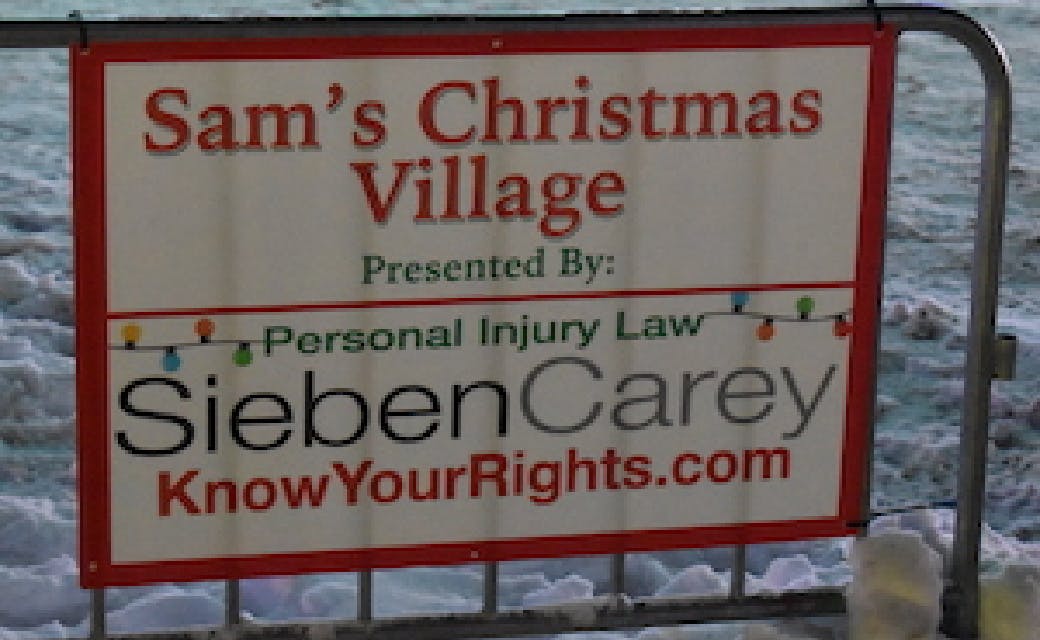 Sam's Christmas
Village
Presented By:
Personal Injury Law
SiebenCarey
KnowYourRights.com